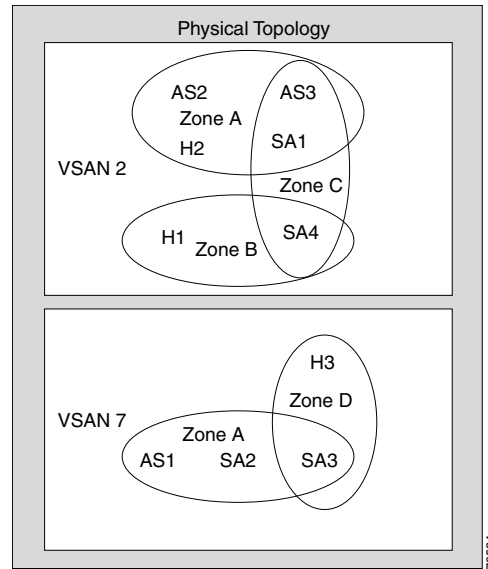 Physical Topology
AS2 AS3
Zone A
H2 SA1
VSAN 2
Zone C
H1 Zone B SA4
H3
Zone D
VSAN 7
Zone A
AS1 SA2 SA3